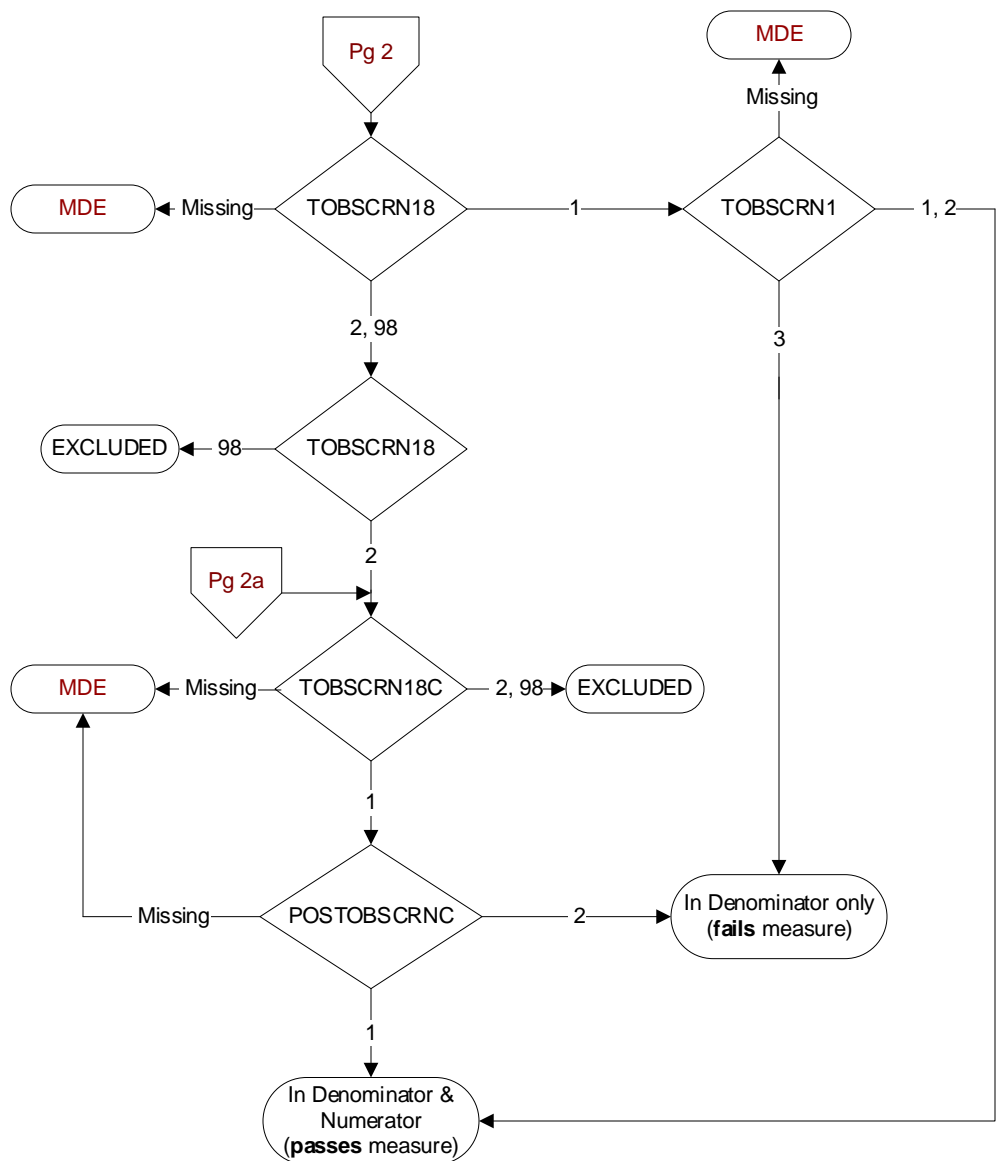 MDE
Pg 2
Missing
MDE
Missing
TOBSCRN18
1
TOBSCRN1
1, 2
2, 98
3
EXCLUDED
98
TOBSCRN18
2
Pg 2a
MDE
Missing
TOBSCRN18C
2, 98
EXCLUDED
1
Missing
POSTOBSCRNC
2
In Denominator only
(fails measure)
1
In Denominator &
Numerator
(passes measure)